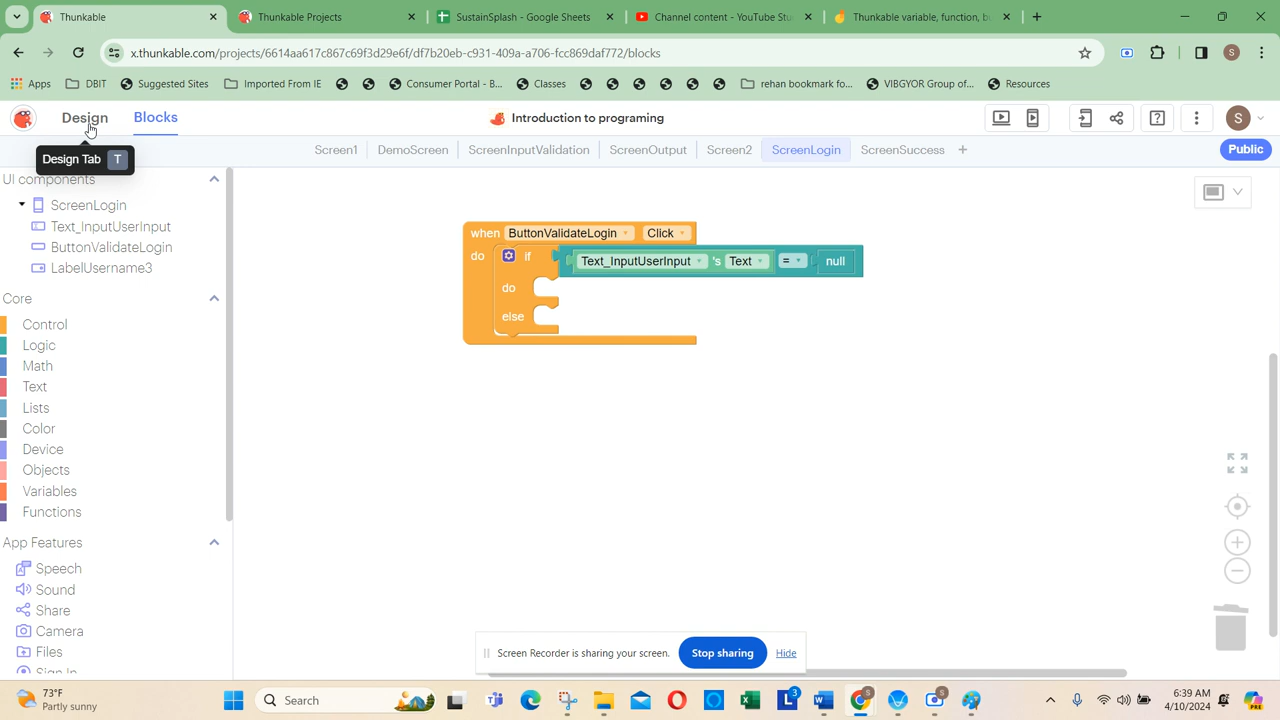 Thunkable
Thunkable Projects
SustainSplash - Google Sheets
Channel content - YouTube Stu
Thunkable variable, function, b
x.thunkable.com/projects/6614aa617c867c69f3d29e6f/df7b20eb-c931-409a-a706-fcc869daf772/blocks
S
Apps
DBIT
Suggested Sites
Imported From IE
Consumer Portal - B...
Classes
rehan bookmark fo...
VIBGYOR Group of...
Resources
Design
Blocks
Introduction to programing
S
Design Tab T
Screen1
DemoScreen
ScreenInputValidation
ScreenOutput
Screen2
ScreenLogin
ScreenSuccess
Public
UI components
ScreenLogin
Text_InputUserInput
ButtonValidateLogin
LabelUsername3
Core
Control
Logic
Math
Text
Lists
Color
Device
Objects
Variables
Functions
App Features
Speech
Sound
Share
Camera
Files
Sign In
when ButtonValidateLogin Click
do if Text_InputUserInput 's Text = null
do
else
Screen Recorder is sharing your screen.
Stop sharing
Hide
73°F
Partly sunny
Search
3
6:39 AM
4/10/2024